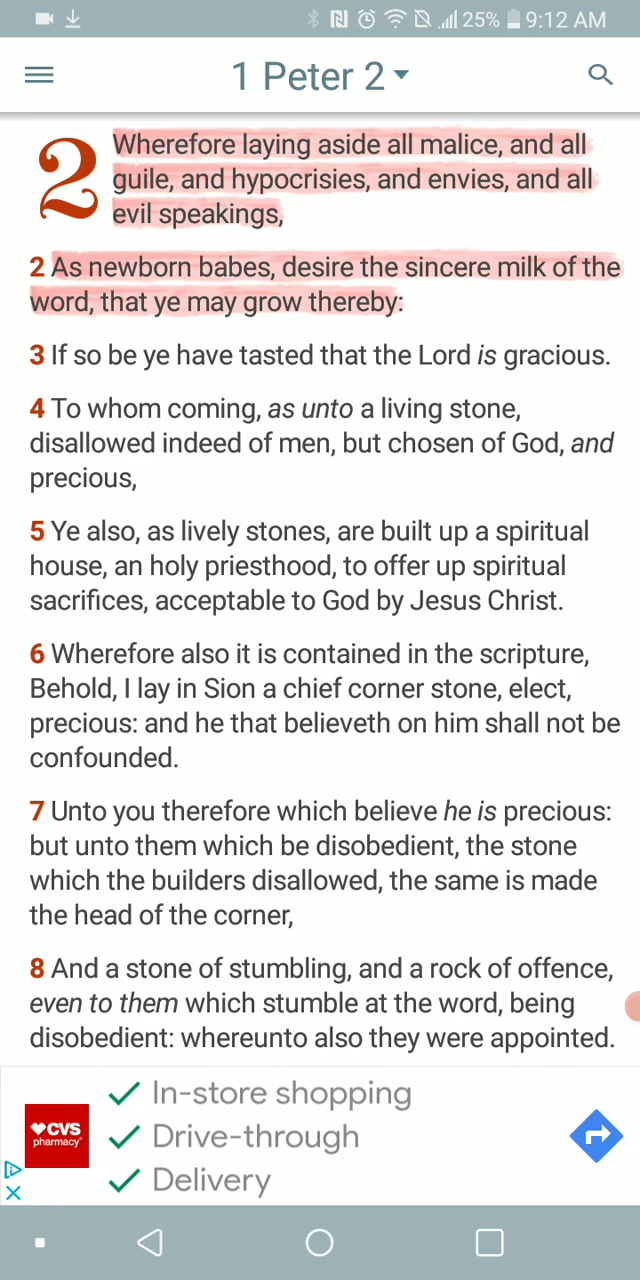 25% 9:12 AM
1 Peter 2
2 Wherefore laying aside all malice, and all
guile, and hypocrisies, and envies, and all
evil speakings,
2 As newborn babes, desire the sincere milk of the
word, that ye may grow thereby:
3 If so be ye have tasted that the Lord is gracious.
4 To whom coming, as unto a living stone,
disallowed indeed of men, but chosen of God, and
precious,
5 Ye also, as lively stones, are built up a spiritual
house, an holy priesthood, to offer up spiritual
sacrifices, acceptable to God by Jesus Christ.
6 Wherefore also it is contained in the scripture,
Behold, I lay in Sion a chief corner stone, elect,
precious: and he that believeth on him shall not be
confounded.
7 Unto you therefore which believe he is precious:
but unto them which be disobedient, the stone
which the builders disallowed, the same is made
the head of the corner,
8 And a stone of stumbling, and a rock of offence,
even to them which stumble at the word, being
disobedient: whereunto also they were appointed.
CVS
pharmacy
In-store shopping
Drive-through
Delivery